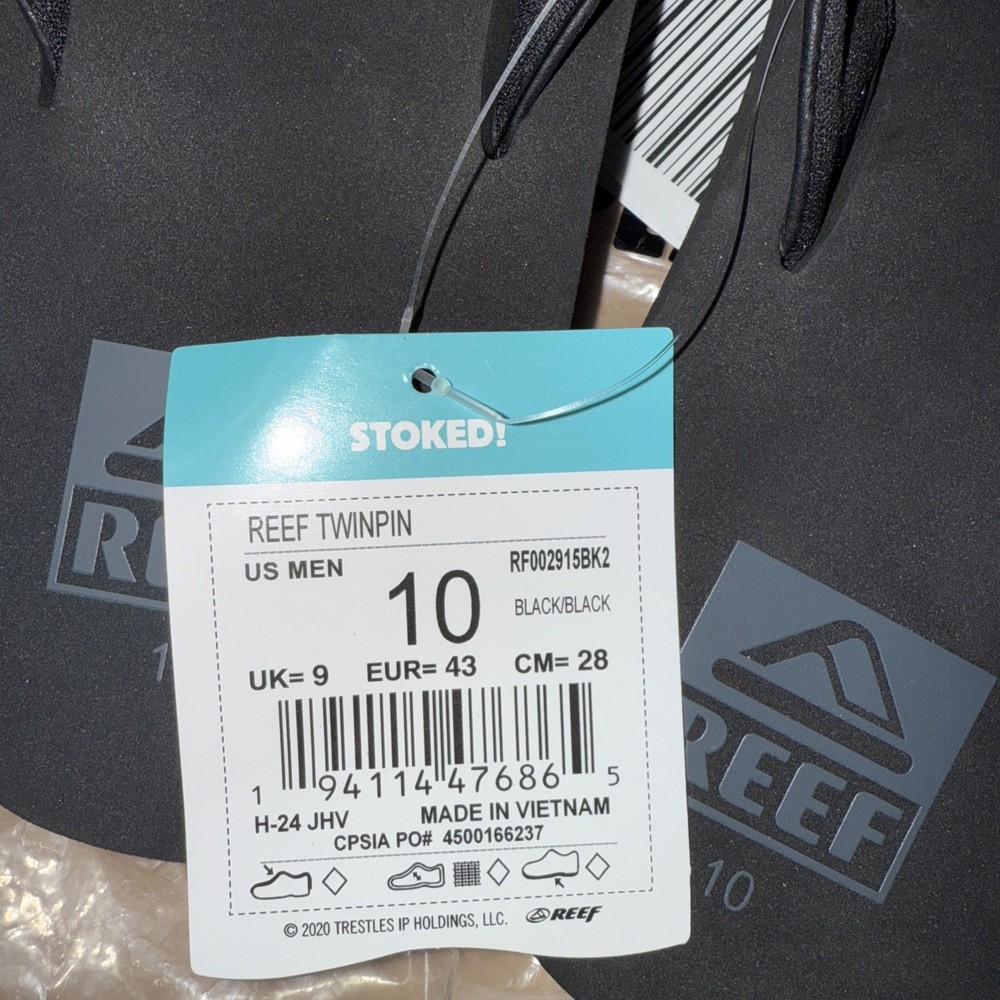 STOKED!
REEF TWINPIN
US MEN
10
RF002915BK2
BLACK/BLACK
UK= 9 EUR= 43 CM= 28
1 94114 47686 5
H-24 JHV MADE IN VIETNAM
CPSIA PO# 4500166237
© 2020 TRESTLES IP HOLDINGS, LLC. REEF
REEF
10